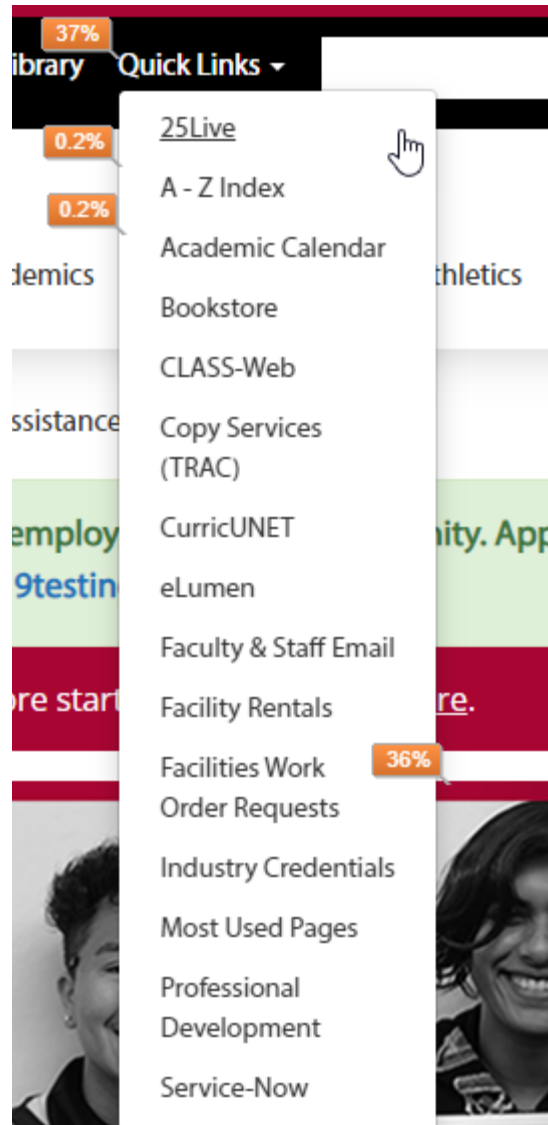 37%
ibrary Quick Links
25Live
0.2%
A - Z Index
0.2%
Academic Calendar
demics
thletics
Bookstore
CLASS-Web
ssistance
Copy Services
(TRAC)
employ
CurricUNET
ity. App
9testin
eLumen
Faculty & Staff Email
re start
Facility Rentals
re.
Facilities Work
36%
Order Requests
Industry Credentials
Most Used Pages
Professional
Development
Service-Now